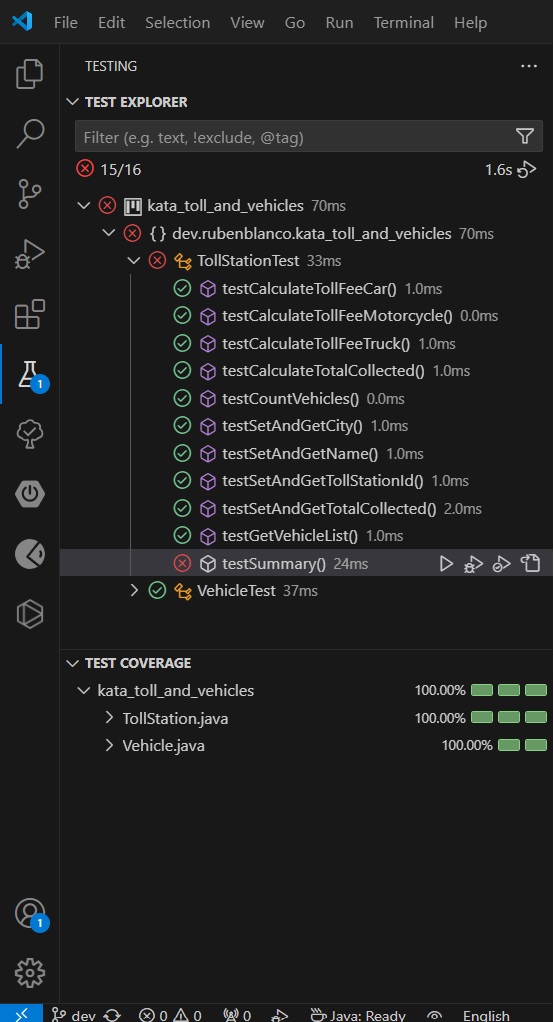 File Edit Selection View Go Run Terminal Help
TESTING
TEST EXPLORER
Filter (e.g. text, !exclude, @tag)
15/16 1.6s
kata_toll_and_vehicles 70ms
{} dev.rubenblanco.kata_toll_and_vehicles 70ms
TollStationTest 33ms
testCalculateTollFeeCar() 1.0ms
testCalculateTollFeeMotorcycle() 0.0ms
testCalculateTollFeeTruck() 1.0ms
testCalculateTotalCollected() 1.0ms
testCountVehicles() 0.0ms
testSetAndGetCity() 1.0ms
testSetAndGetName() 1.0ms
testSetAndGetTollStationId() 1.0ms
testSetAndGetTotalCollected() 2.0ms
testGetVehicleList() 1.0ms
testSummary() 24ms
VehicleTest 37ms
1
TEST COVERAGE
kata_toll_and_vehicles 100.00%
TollStation.java 100.00%
Vehicle.java 100.00%
1
dev 0 0 0 Java: Ready English